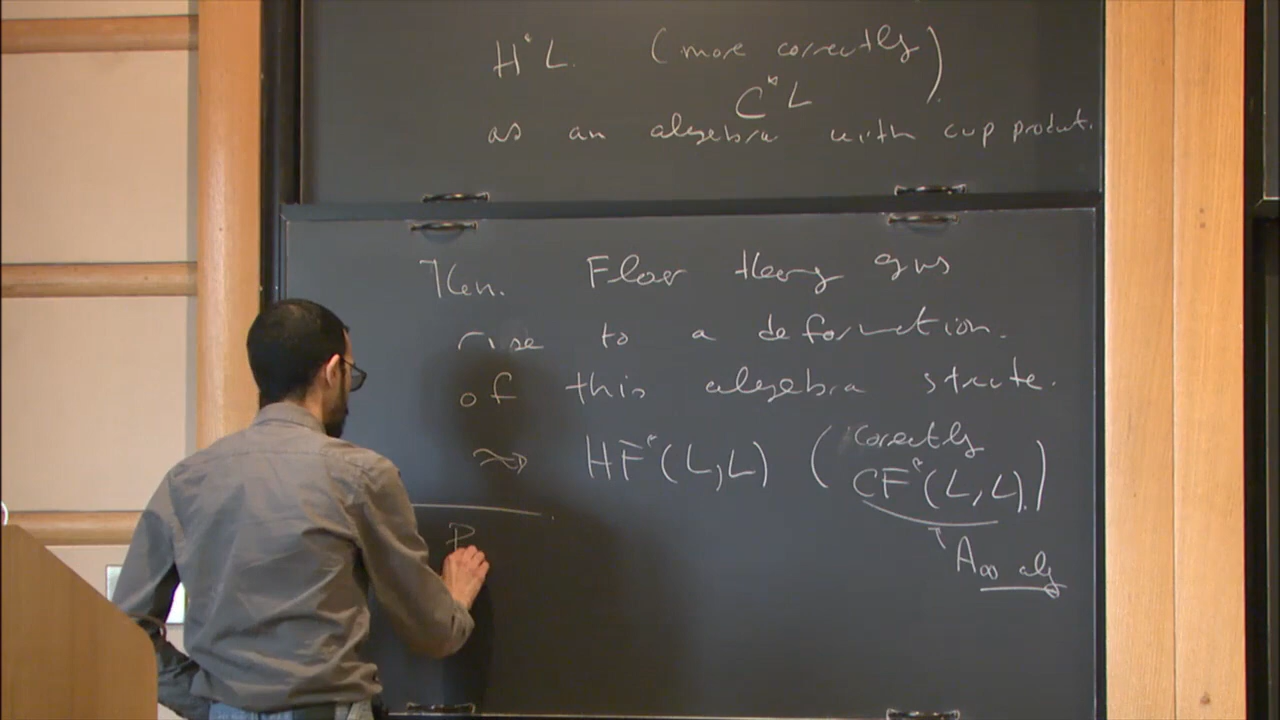 H*L. (more correctly)
C*L
as an algebra with cup product.
Then. Floer theory gives
rise to a deformation.
of this algebra structe.
⇝ HF*(L,L) (correctly
CF*(L,L).)
A∞ alg
P